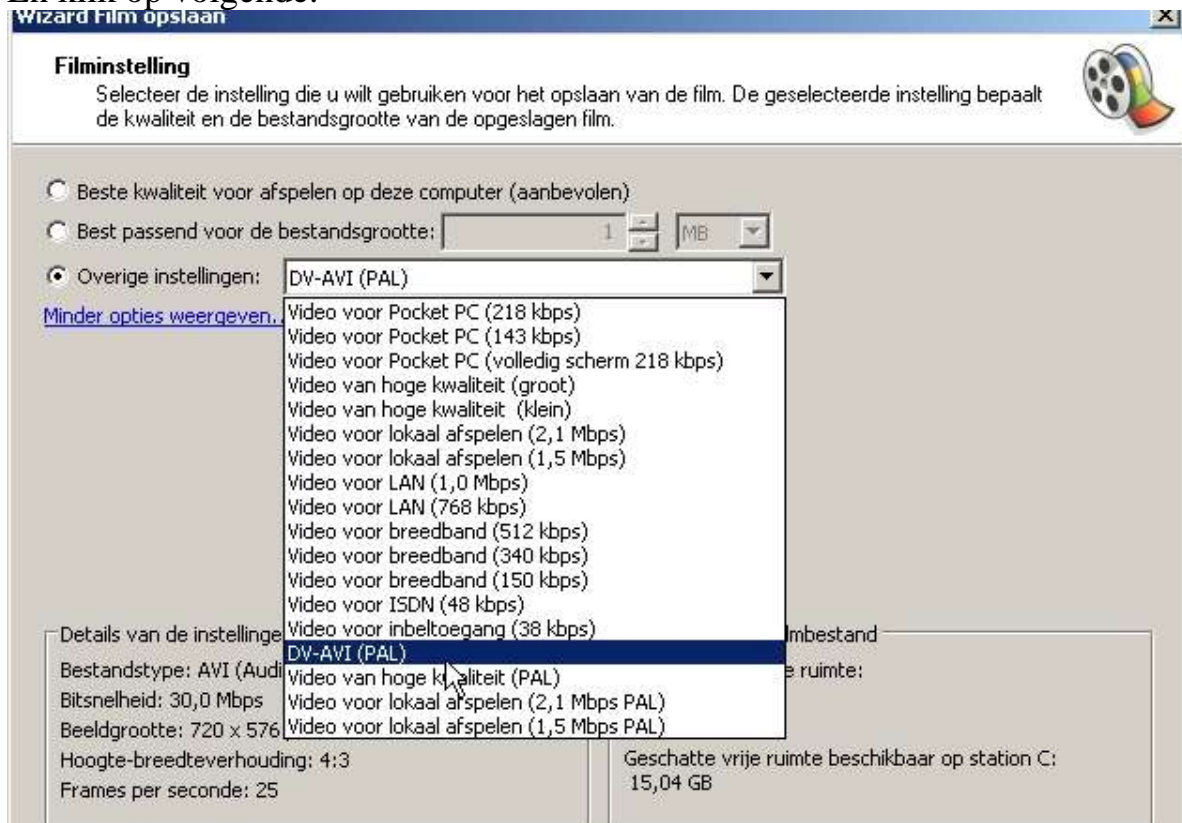 Wizard Film opslaan
Filminstelling
Selecteer de instelling die u wilt gebruiken voor het opslaan van de film. De geselecteerde instelling bepaalt
de kwaliteit en de bestandsgrootte van de opgeslagen film.
Beste kwaliteit voor afspelen op deze computer (aanbevolen)
Best passend voor de bestandsgrootte: 1 MB
Overige instellingen: DV-AVI (PAL)
Minder opties weergeven..
Video voor Pocket PC (218 kbps)
Video voor Pocket PC (143 kbps)
Video voor Pocket PC (volledig scherm 218 kbps)
Video van hoge kwaliteit (groot)
Video van hoge kwaliteit (klein)
Video voor lokaal afspelen (2,1 Mbps)
Video voor lokaal afspelen (1,5 Mbps)
Video voor LAN (1,0 Mbps)
Video voor LAN (768 kbps)
Video voor breedband (512 kbps)
Video voor breedband (340 kbps)
Video voor breedband (150 kbps)
Video voor ISDN (48 kbps)
Video voor inbeltoegang (38 kbps)
DV-AVI (PAL)
Video van hoge kwaliteit (PAL)
Video voor lokaal afspelen (2,1 Mbps PAL)
Video voor lokaal afspelen (1,5 Mbps PAL)
Details van de instellinge
Bestandstype: AVI (Audi
Bitsnelheid: 30,0 Mbps
Beeldgrootte: 720 x 576
Hoogte-breedteverhouding: 4:3
Frames per seconde: 25
lmbestand
e ruimte:
Geschatte vrije ruimte beschikbaar op station C:
15,04 GB